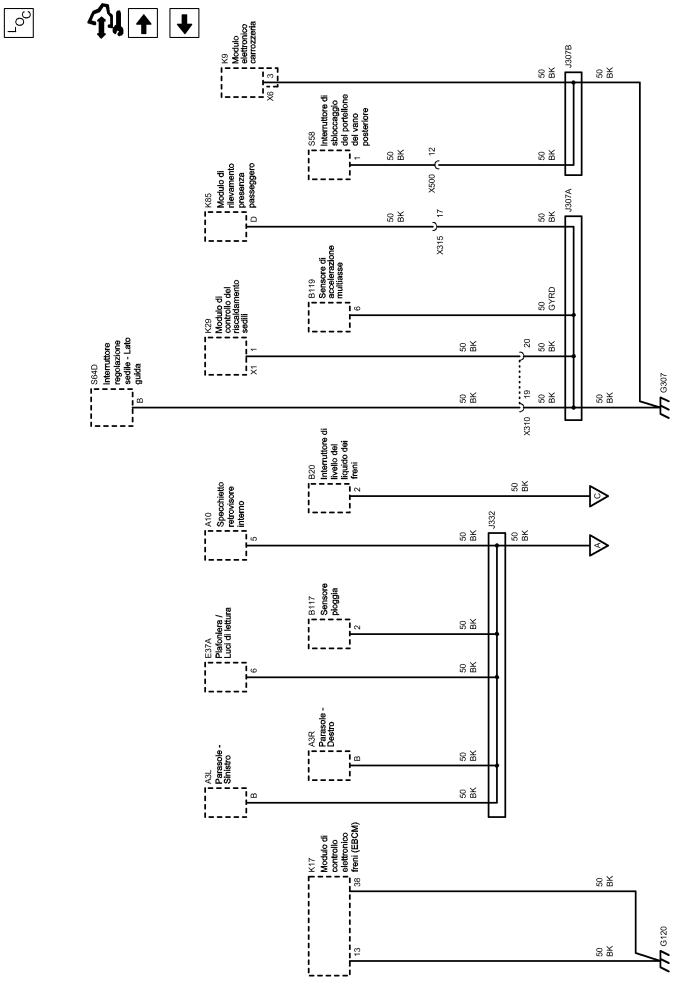 LOC
K9
Modulo
elettronico
carrozzeria
3
X6
50
BK
J307B
50
BK
S58
Interruttore di
sbloccaggio
del portellone
del vano
posteriore
1
50
BK
12
X500
50
BK
K85
Modulo di
rilevamento
presenza
passeggero
D
50
BK
17
X315
50
BK
J307A
B119
Sensore di
accelerazione
multiasse
6
50
GYRD
K29
Modulo di
controllo del
riscaldamento
sedili
1
X1
50
BK
20
50
BK
S64D
Interruttore
regolazione
sedile - Lato
guida
B
50
BK
19
X310
50
BK
50
BK
G307
B20
Interruttore di
livello del
liquido dei
freni
2
50
BK
C
A10
Specchietto
retrovisore
interno
5
50
BK
J332
50
BK
A
B117
Sensore
pioggia
2
50
BK
E37A
Plafoniera /
Luci di lettura
6
50
BK
A3R
Parasole -
Destro
B
50
BK
A3L
Parasole -
Sinistro
B
50
BK
K17
Modulo di
controllo
elettronico
freni (EBCM)
38
50
BK
13
50
BK
G120